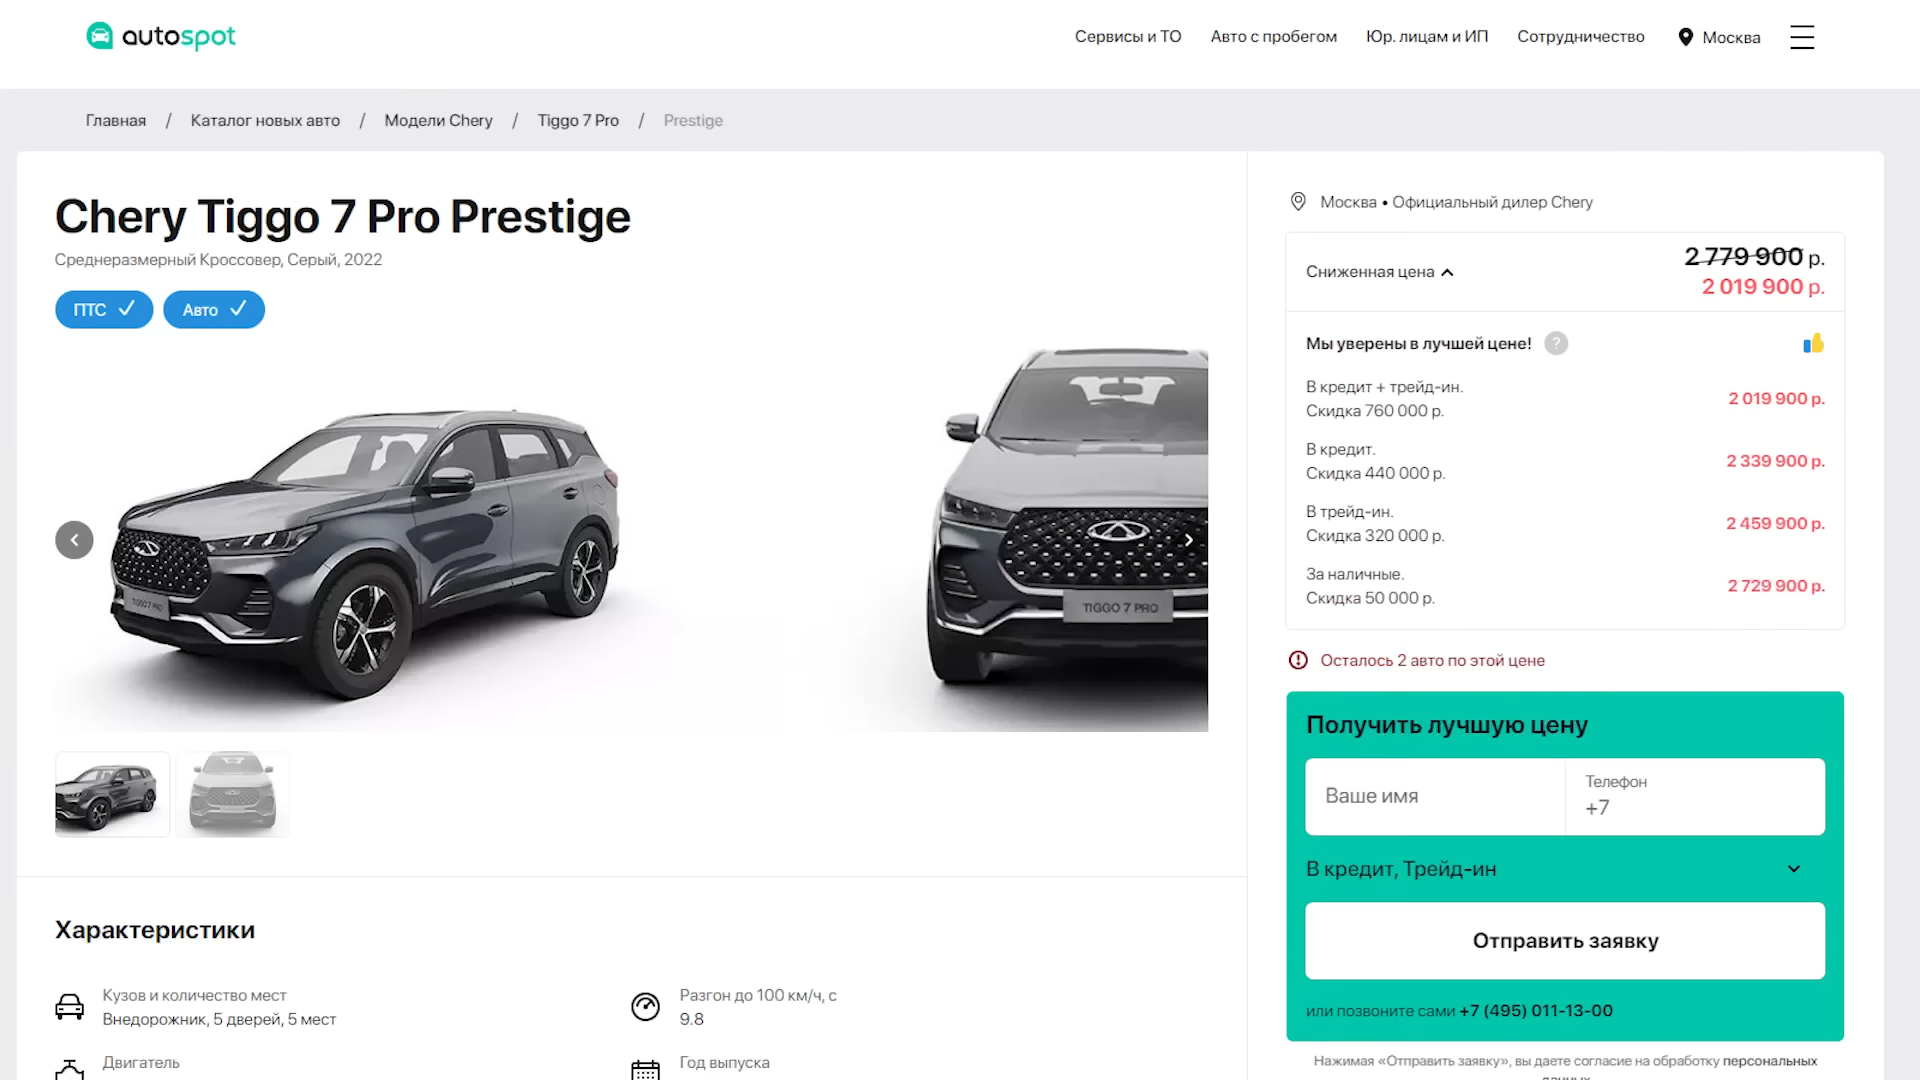 autospot
Сервисы и ТО
Авто с пробегом
Юр. лицам и ИП
Сотрудничество
Москва
Главная / Каталог новых авто / Модели Chery / Tiggo 7 Pro / Prestige
Chery Tiggo 7 Pro Prestige
Среднеразмерный Кроссовер, Серый, 2022
ПТС
Авто
TIGGO 7 PRO
TIGGO 7 PRO
Характеристики
Кузов и количество мест
Внедорожник, 5 дверей, 5 мест
Разгон до 100 км/ч, с
9.8
Двигатель
Год выпуска
Москва • Официальный дилер Chery
Сниженная цена
2 779 900 р.
2 019 900 р.
Мы уверены в лучшей цене! ?
В кредит + трейд-ин.
Скидка 760 000 р.
2 019 900 р.
В кредит.
Скидка 440 000 р.
2 339 900 р.
В трейд-ин.
Скидка 320 000 р.
2 459 900 р.
За наличные.
Скидка 50 000 р.
2 729 900 р.
Осталось 2 авто по этой цене
Получить лучшую цену
Ваше имя
Телефон
+7
В кредит, Трейд-ин
Отправить заявку
или позвоните сами +7 (495) 011-13-00
Нажимая «Отправить заявку», вы даете согласие на обработку персональных
данных